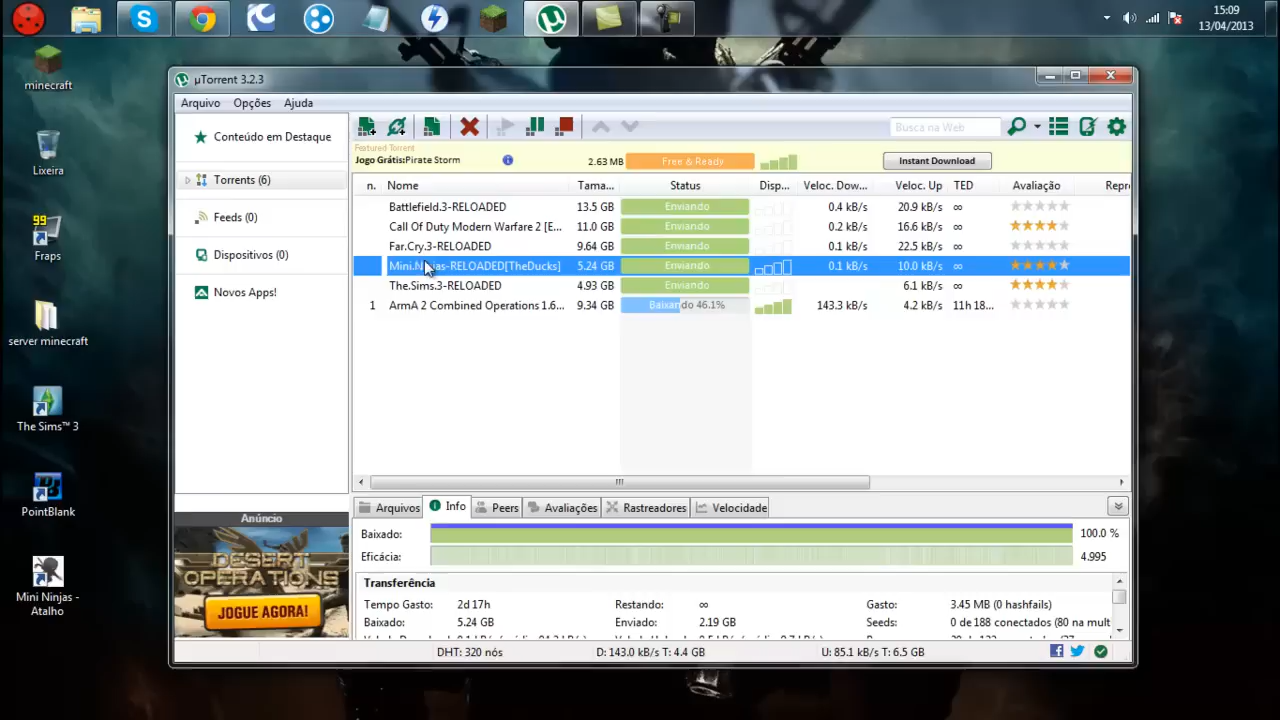 15:09
13/04/2013
minecraft
Lixeira
99
Fraps
server minecraft
The Sims™ 3
PointBlank
Mini Ninjas -
Atalho
µTorrent 3.2.3
Arquivo Opções Ajuda
Conteúdo em Destaque
Torrents (6)
Feeds (0)
Dispositivos (0)
Novos Apps!
Busca na Web
Featured Torrent
Jogo Grátis:Pirate Storm 2.63 MB Free & Ready Instant Download
n. Nome Tama... Status Disp... Veloc. Dow... Veloc. Up TED Avaliação Repr
Battlefield.3-RELOADED 13.5 GB Enviando 0.4 kB/s 20.9 kB/s ∞
Call Of Duty Modern Warfare 2 [E... 11.0 GB Enviando 0.2 kB/s 16.6 kB/s ∞
Far.Cry.3-RELOADED 9.64 GB Enviando 0.1 kB/s 22.5 kB/s ∞
Mini.Ninjas-RELOADED[TheDucks] 5.24 GB Enviando 0.1 kB/s 10.0 kB/s ∞
The.Sims.3-RELOADED 4.93 GB Enviando 6.1 kB/s ∞
1 ArmA 2 Combined Operations 1.6... 9.34 GB Baixando 46.1% 143.3 kB/s 4.2 kB/s 11h 18...
Arquivos Info Peers Avaliações Rastreadores Velocidade
Baixado: 100.0 %
Eficácia: 4.995
Transferência
Tempo Gasto: 2d 17h Restando: ∞ Gasto: 3.45 MB (0 hashfails)
Baixado: 5.24 GB Enviado: 2.19 GB Seeds: 0 de 188 conectados (80 na mult
Anúncio
DESERT
OPERATIONS
JOGUE AGORA!
DHT: 320 nós D: 143.0 kB/s T: 4.4 GB U: 85.1 kB/s T: 6.5 GB